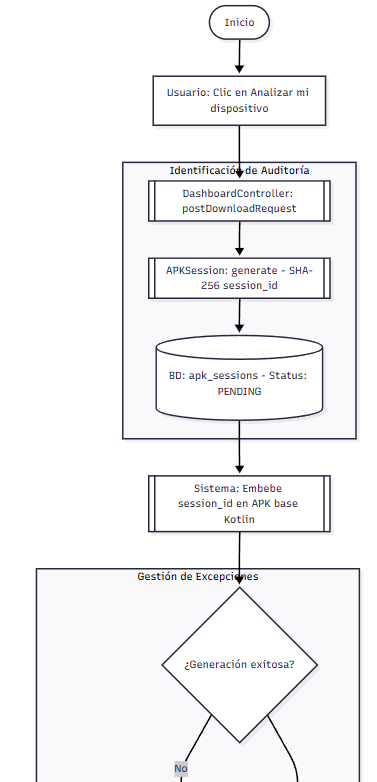 Inicio
Usuario: Clic en Analizar mi
dispositivo
Identificación de Auditoría
DashboardController:
postDownloadRequest
APKSession: generate - SHA-
256 session_id
BD: apk_sessions - Status:
PENDING
Sistema: Embebe
session_id en APK base
Kotlin
Gestión de Excepciones
¿Generación exitosa?
No